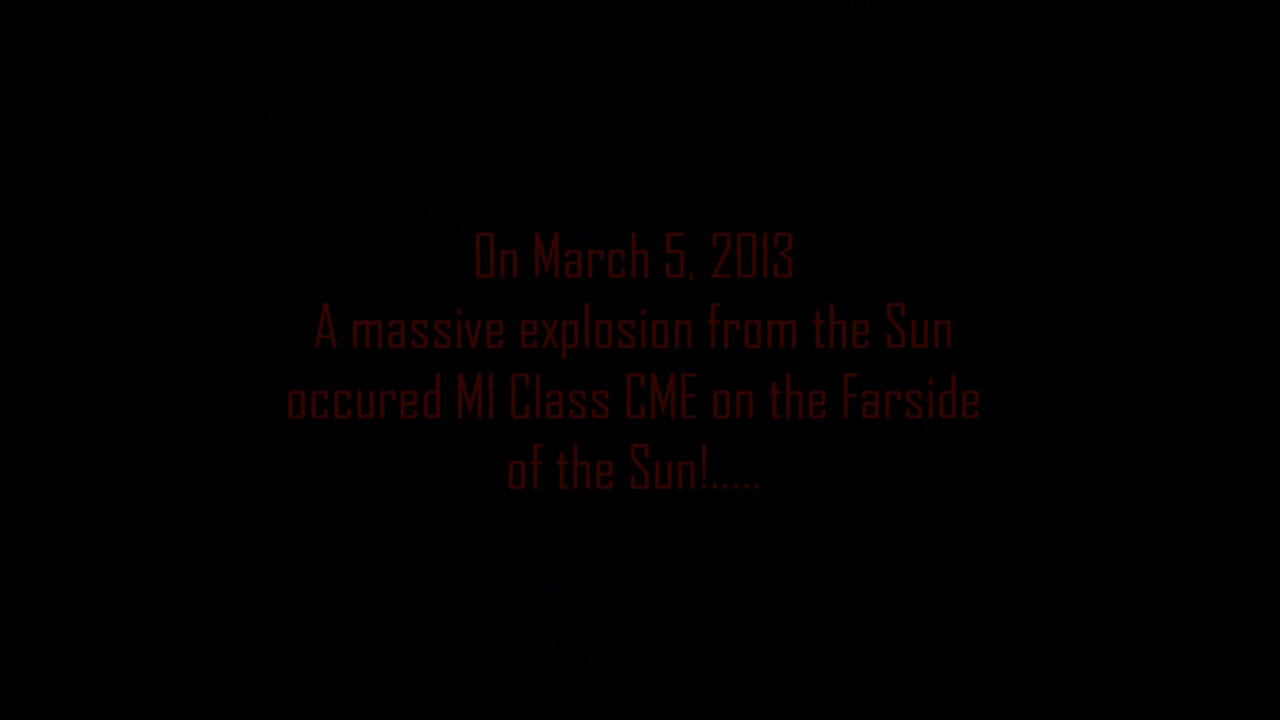 On March 5, 2013
A massive explosion from the Sun
occured M1 Class CME on the Farside
of the Sun!.....